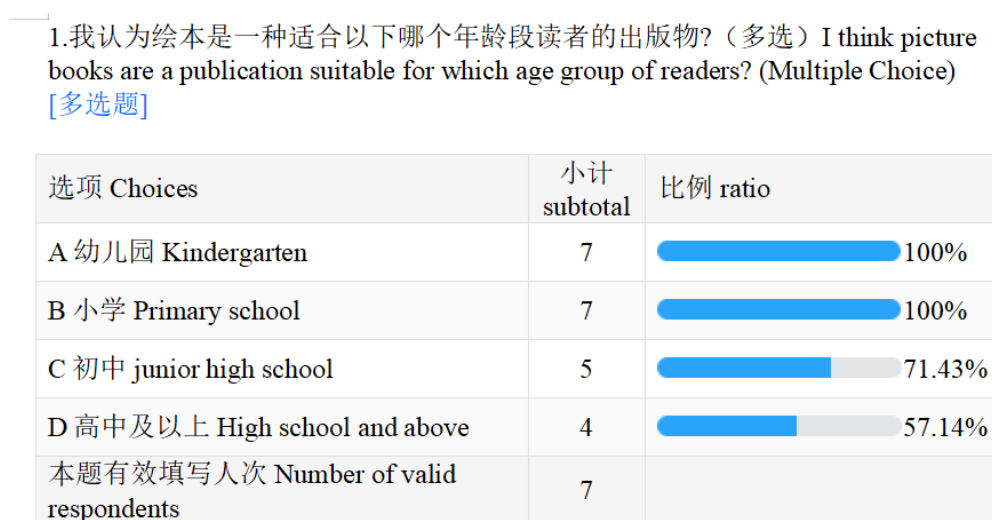 1.我认为绘本是一种适合以下哪个年龄段读者的出版物?（多选）I think picture
books are a publication suitable for which age group of readers? (Multiple Choice)
[多选题]
选项 Choices 小计 subtotal 比例 ratio
A 幼儿园 Kindergarten 7 100%
B 小学 Primary school 7 100%
C 初中 junior high school 5 71.43%
D 高中及以上 High school and above 4 57.14%
本题有效填写人次 Number of valid
respondents 7